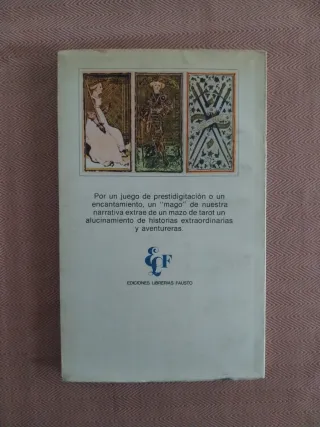 Por un juego de prestidigitación o un
encantamiento, un "mago" de nuestra
narrativa extrae de un mazo de tarot un
alucinamiento de historias extraordinarias
y aventureras.
ELF
EDICIONES LIBRERIAS FAUSTO